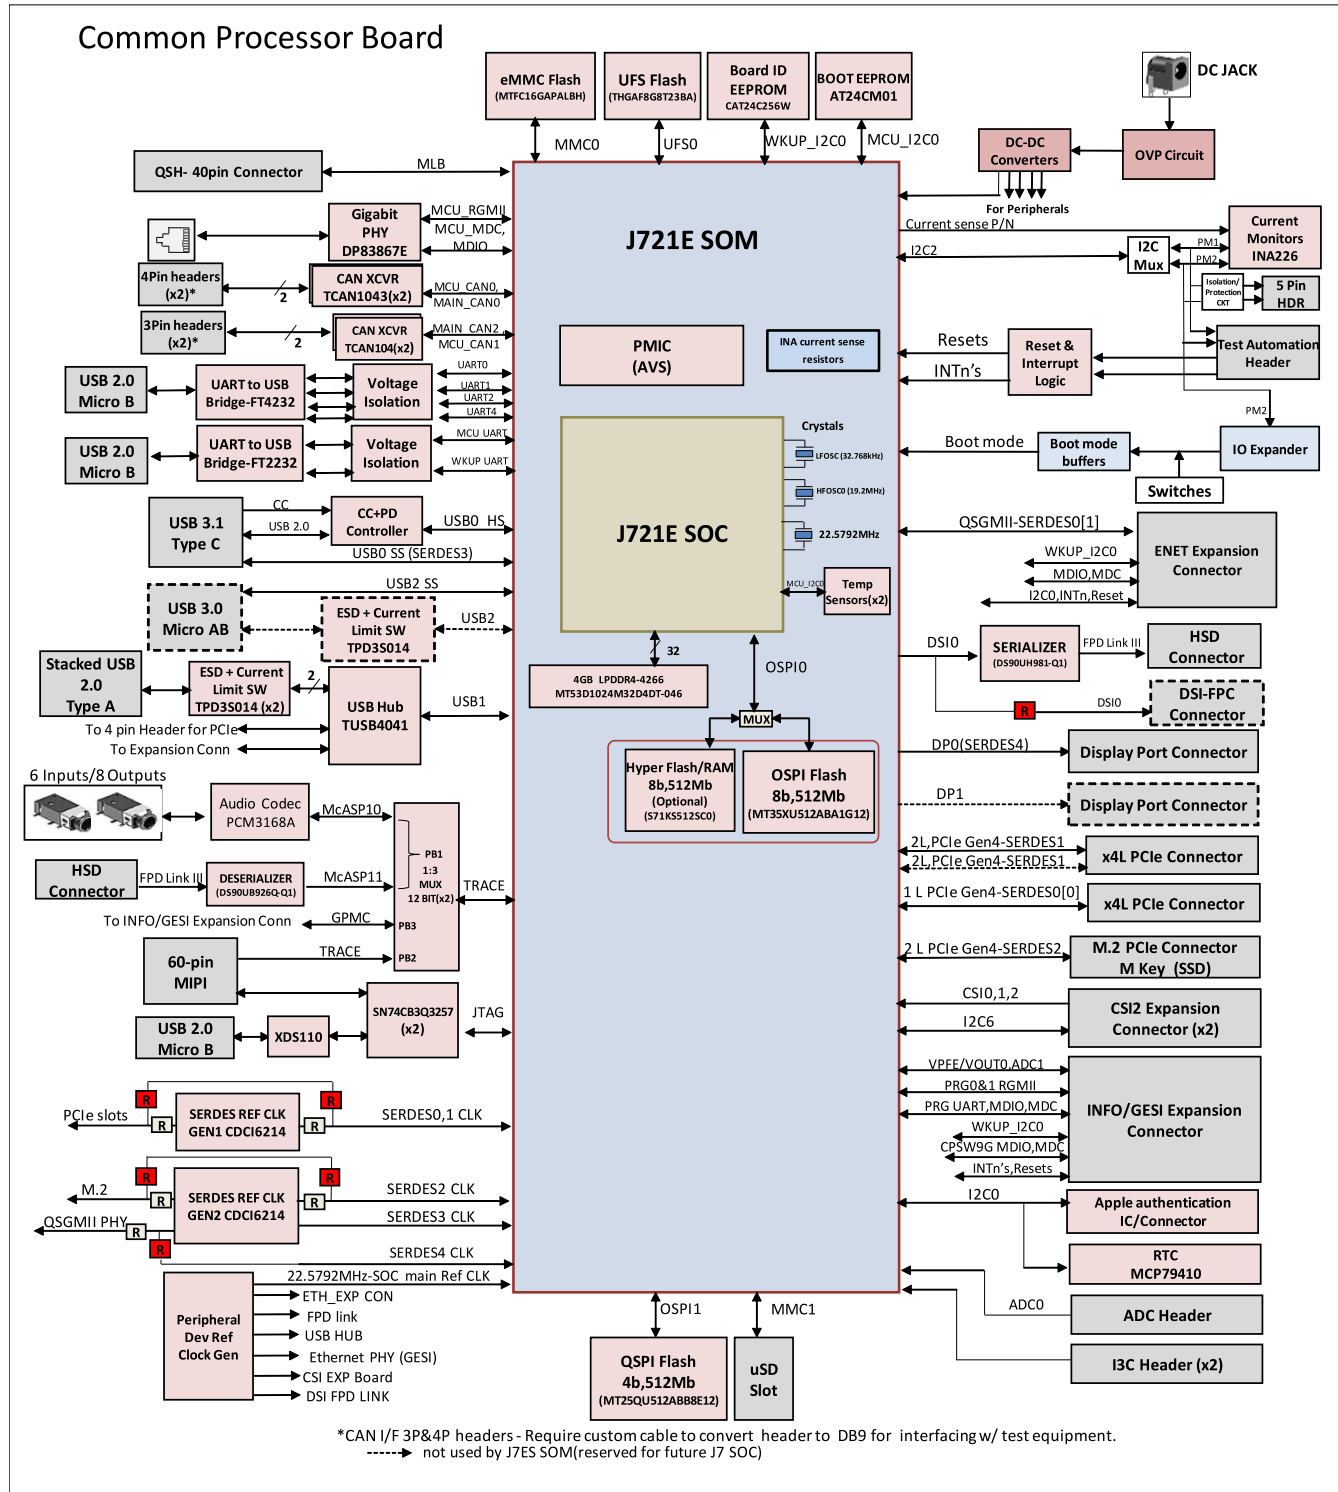 Common Processor Board
eMMC Flash
(MTFC16GAPALBH)
UFS Flash
(THGAF8G8T23BA)
Board ID
EEPROM
CAT24C256W
BOOT EEPROM
AT24CM01
DC JACK
MMC0
UFS0
WKUP_I2C0
MCU_I2C0
DC-DC
Converters
OVP Circuit
For Peripherals
QSH- 40pin Connector
MLB
Gigabit
PHY
DP83867E
MCU_RGMII
MCU_MDC,
MDIO
4Pin headers
(x2)*
2
CAN XCVR
TCAN1043(x2)
MCU_CAN0,
MAIN_CAN0
3Pin headers
(x2)*
2
CAN XCVR
TCAN104(x2)
MAIN_CAN2,
MCU_CAN1
USB 2.0
Micro B
UART to USB
Bridge-FT4232
Voltage
Isolation
UART0
UART1
UART2
UART4
USB 2.0
Micro B
UART to USB
Bridge-FT2232
Voltage
Isolation
MCU UART
WKUP UART
USB 3.1
Type C
CC
USB 2.0
CC+PD
Controller
USB0 HS
USB0 SS (SERDES3)
USB2 SS
USB 3.0
Micro AB
ESD + Current
Limit SW
TPD3S014
USB2
Stacked USB
2.0
Type A
ESD + Current
Limit SW
TPD3S014 (x2)
2
USB Hub
TUSB4041
USB1
To 4 pin Header for PCIe
To Expansion Conn
6 Inputs/8 Outputs
Audio Codec
PCM3168A
McASP10
HSD
Connector
FPD Link III
DESERIALIZER
(DS90UB926Q-Q1)
McASP11
PB1
1:3
MUX
12 BIT(x2)
TRACE
To INFO/GESI Expansion Conn
GPMC
PB3
60-pin
MIPI
TRACE
PB2
SN74CB3Q3257
(x2)
JTAG
USB 2.0
Micro B
XDS110
R
R
PCIe slots
R
SERDES REF CLK
GEN1 CDCI6214
R
SERDES0,1 CLK
R
R
M.2
R
SERDES REF CLK
GEN2 CDCI6214
R
SERDES2 CLK
QSGMII PHY
R
R
SERDES3 CLK
SERDES4 CLK
Peripheral
Dev Ref
Clock Gen
22.5792MHz-SOC main Ref CLK
ETH_EXP CON
FPD link
USB HUB
Ethernet PHY (GESI)
CSI EXP Board
DSI FPD LINK
J721E SOM
PMIC
(AVS)
INA current sense
resistors
J721E SOC
Crystals
LFOSC (32.768kHz)
HFOSC0 (19.2MHz)
22.5792MHz
MCU_I2C0
Temp
Sensors(x2)
32
OSPI0
4GB LPDDR4-4266
MT53D1024M32D4DT-046
MUX
Hyper Flash/RAM
8b,512Mb
(Optional)
(S71KS512SC0)
OSPI Flash
8b,512Mb
(MT35XU512ABA1G12)
OSPI1
MMC1
QSPI Flash
4b,512Mb
(MT25QU512ABB8E12)
uSD
Slot
Current sense P/N
I2C2
I2C
Mux
PM1
PM2
Current
Monitors
INA226
Isolation/
Protection
CKT
5 Pin
HDR
Test Automation
Header
Resets
INTn's
Reset &
Interrupt
Logic
PM2
Boot mode
Boot mode
buffers
IO Expander
Switches
QSGMII-SERDES0[1]
WKUP_I2C0
MDIO,MDC
I2C0,INTn,Reset
ENET Expansion
Connector
DSI0
SERIALIZER
(DS90UH981-Q1)
FPD Link III
HSD
Connector
R
DSI0
DSI-FPC
Connector
DP0(SERDES4)
Display Port Connector
DP1
Display Port Connector
2L,PCIe Gen4-SERDES1
2L,PCIe Gen4-SERDES1
x4L PCIe Connector
1 L PCIe Gen4-SERDES0[0]
x4L PCIe Connector
2 L PCIe Gen4-SERDES2
M.2 PCIe Connector
M Key (SSD)
CSI0,1,2
I2C6
CSI2 Expansion
Connector (x2)
VPFE/VOUT0,ADC1
PRG0&1 RGMII
PRG UART,MDIO,MDC
WKUP_I2C0
CPSW9G MDIO,MDC
INTn's,Resets
INFO/GESI Expansion
Connector
I2C0
Apple authentication
IC/Connector
RTC
MCP79410
ADC0
ADC Header
I3C Header (x2)
*CAN I/F 3P&4P headers - Require custom cable to convert header to DB9 for interfacing w/ test equipment.
not used by J7ES SOM(reserved for future J7 SOC)